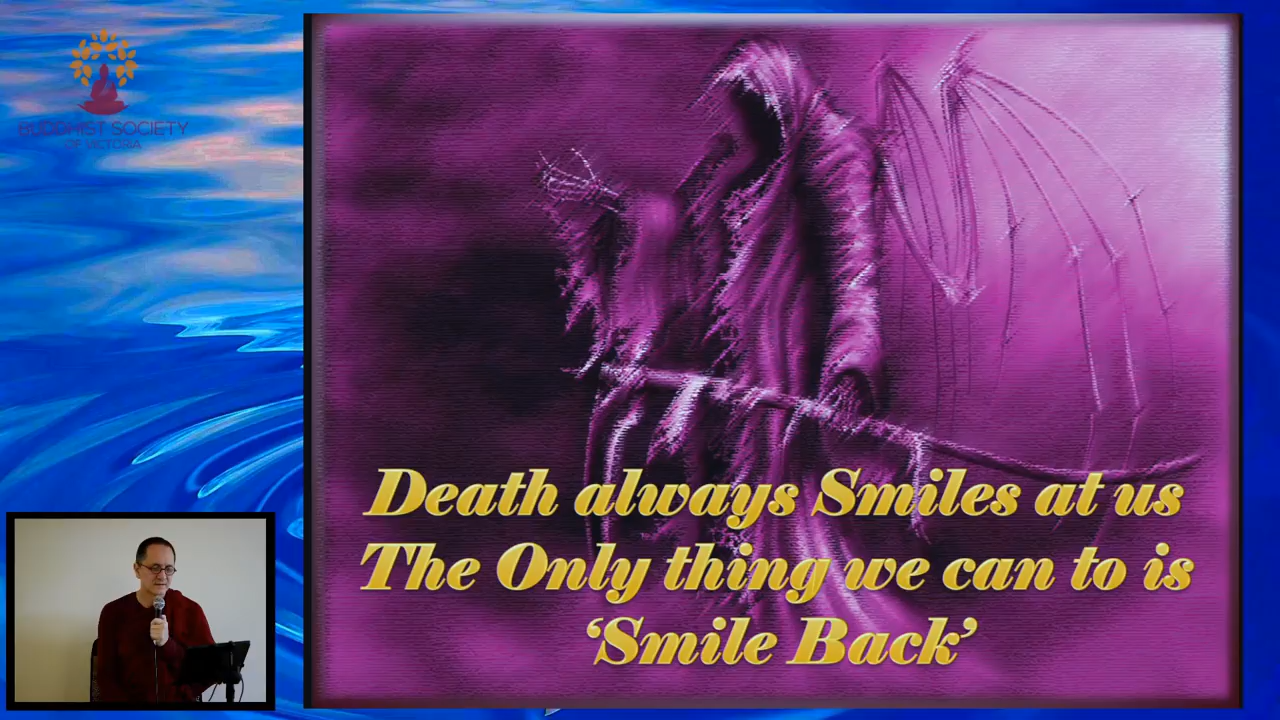 BUDDHIST SOCIETY
OF VICTORIA
Death always Smiles at us
The Only thing we can to is
‘Smile Back’